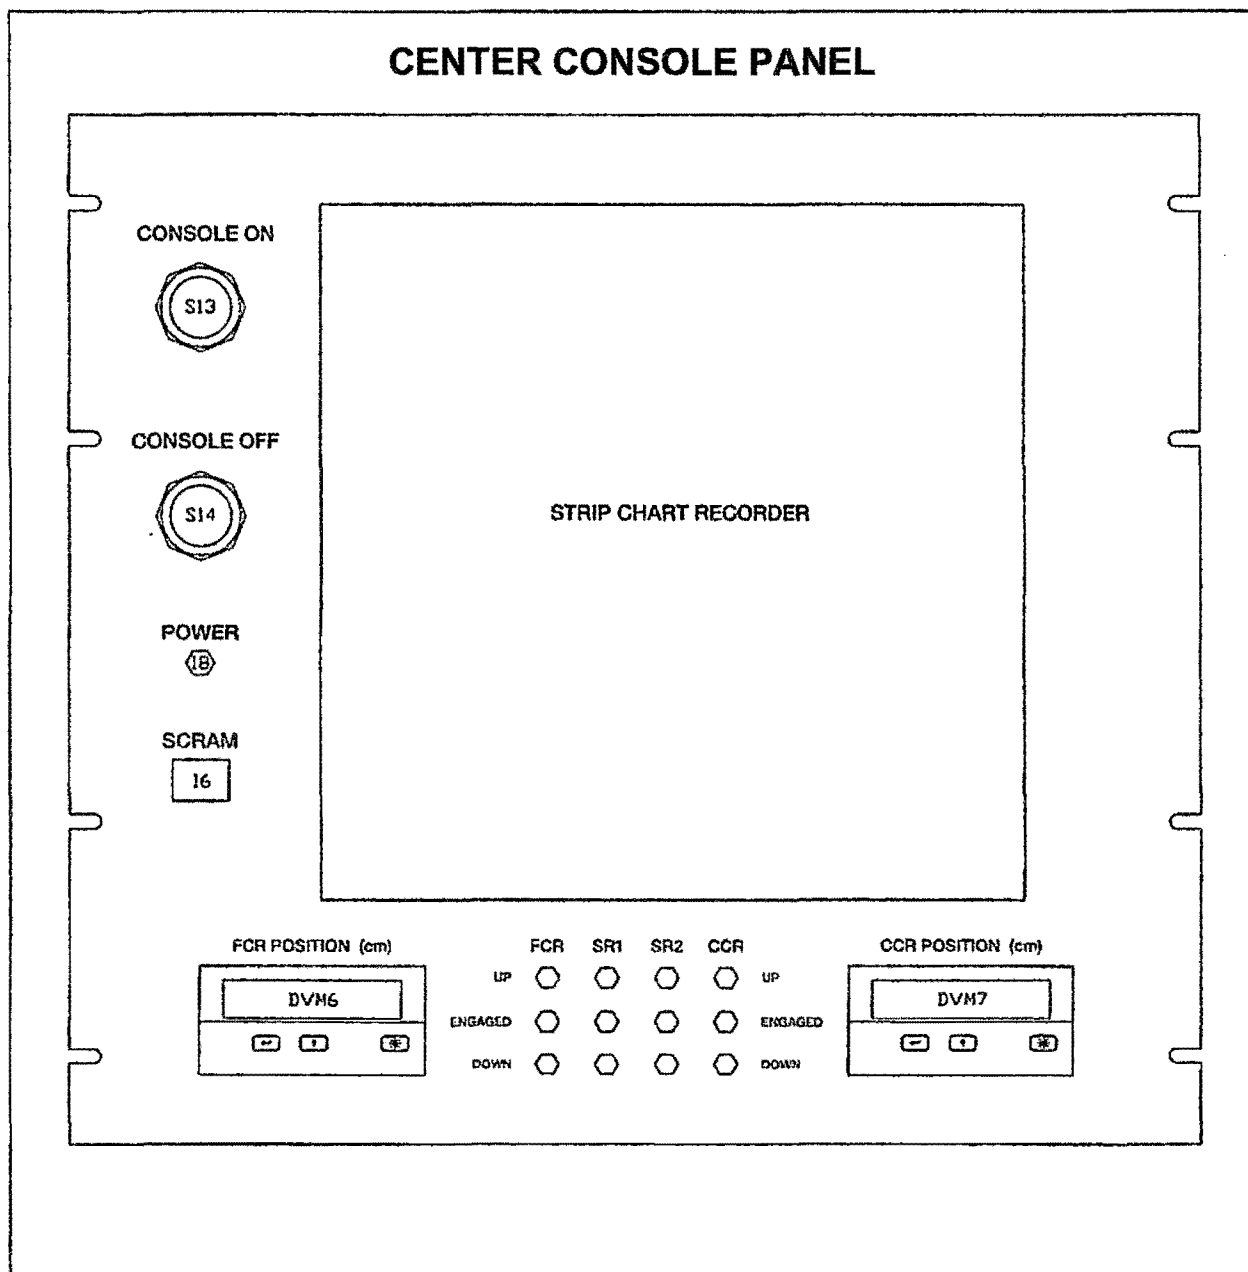 CENTER CONSOLE PANEL
CONSOLE ON
S13
CONSOLE OFF
S14
STRIP CHART RECORDER
POWER
I8
SCRAM
I6
FCR POSITION (cm)
DVM6
FCR SR1 SR2 CCR
UP UP
ENGAGED ENGAGED
DOWN DOWN
CCR POSITION (cm)
DVM7